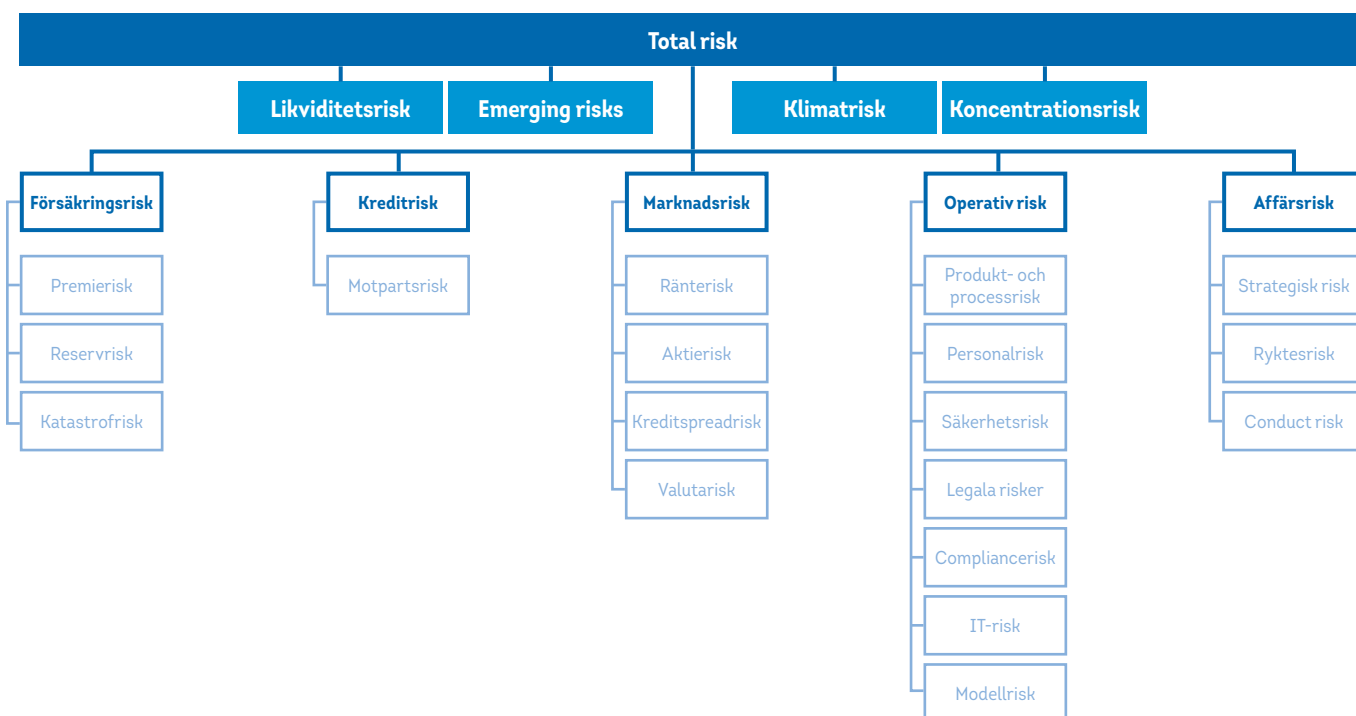 Total risk
Likviditetsrisk
Emerging risks
Klimatrisk
Koncentrationsrisk
Försäkringsrisk
Premierisk
Reservrisk
Katastrofrisk
Kreditrisk
Motpartsrisk
Marknadsrisk
Ränterisk
Aktierisk
Kreditspreadrisk
Valutarisk
Operativ risk
Produkt- och
processrisk
Personalrisk
Säkerhetsrisk
Legala risker
Compliancerisk
IT-risk
Modellrisk
Affärsrisk
Strategisk risk
Ryktesrisk
Conduct risk